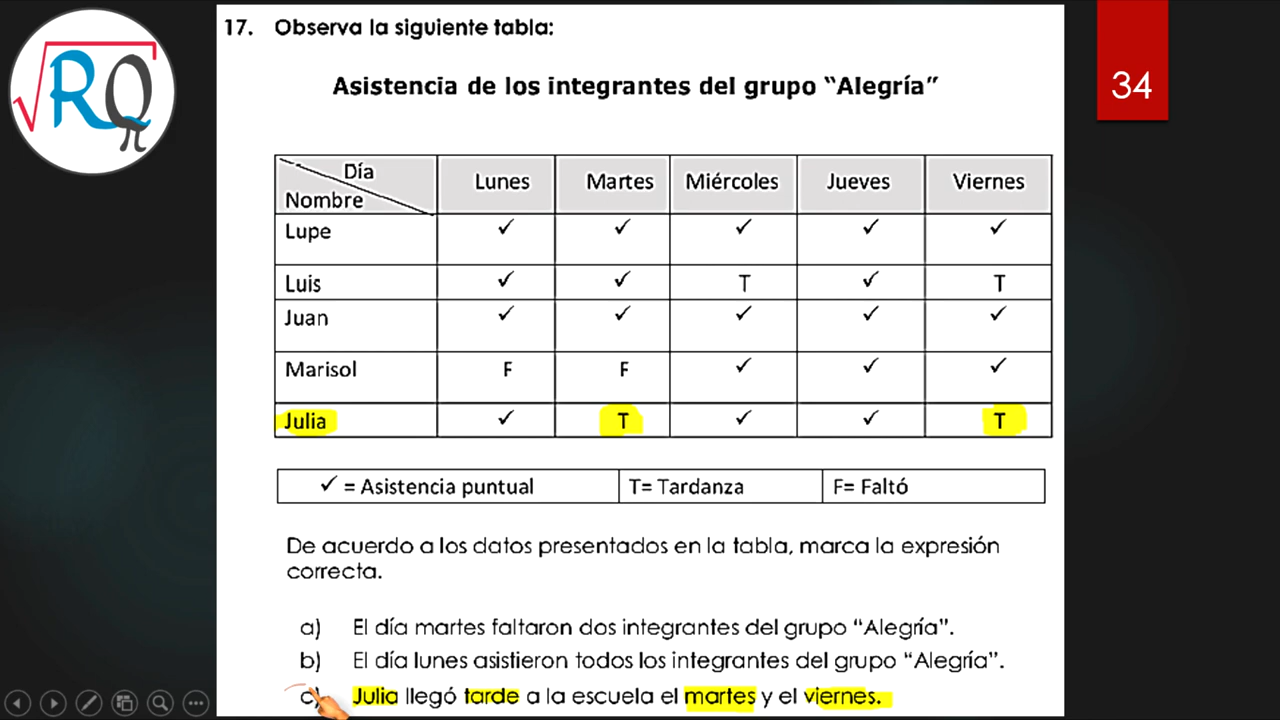 RQπ
34
17. Observa la siguiente tabla:
Asistencia de los integrantes del grupo “Alegría”
Día
Nombre
Lunes Martes Miércoles Jueves Viernes
Lupe ✓ ✓ ✓ ✓ ✓
Luis ✓ ✓ T ✓ T
Juan ✓ ✓ ✓ ✓ ✓
Marisol F F ✓ ✓ ✓
Julia ✓ T ✓ ✓ T
✓ = Asistencia puntual T= Tardanza F= Faltó
De acuerdo a los datos presentados en la tabla, marca la expresión
correcta.
a) El día martes faltaron dos integrantes del grupo “Alegría”.
b) El día lunes asistieron todos los integrantes del grupo “Alegría”.
c) Julia llegó tarde a la escuela el martes y el viernes.